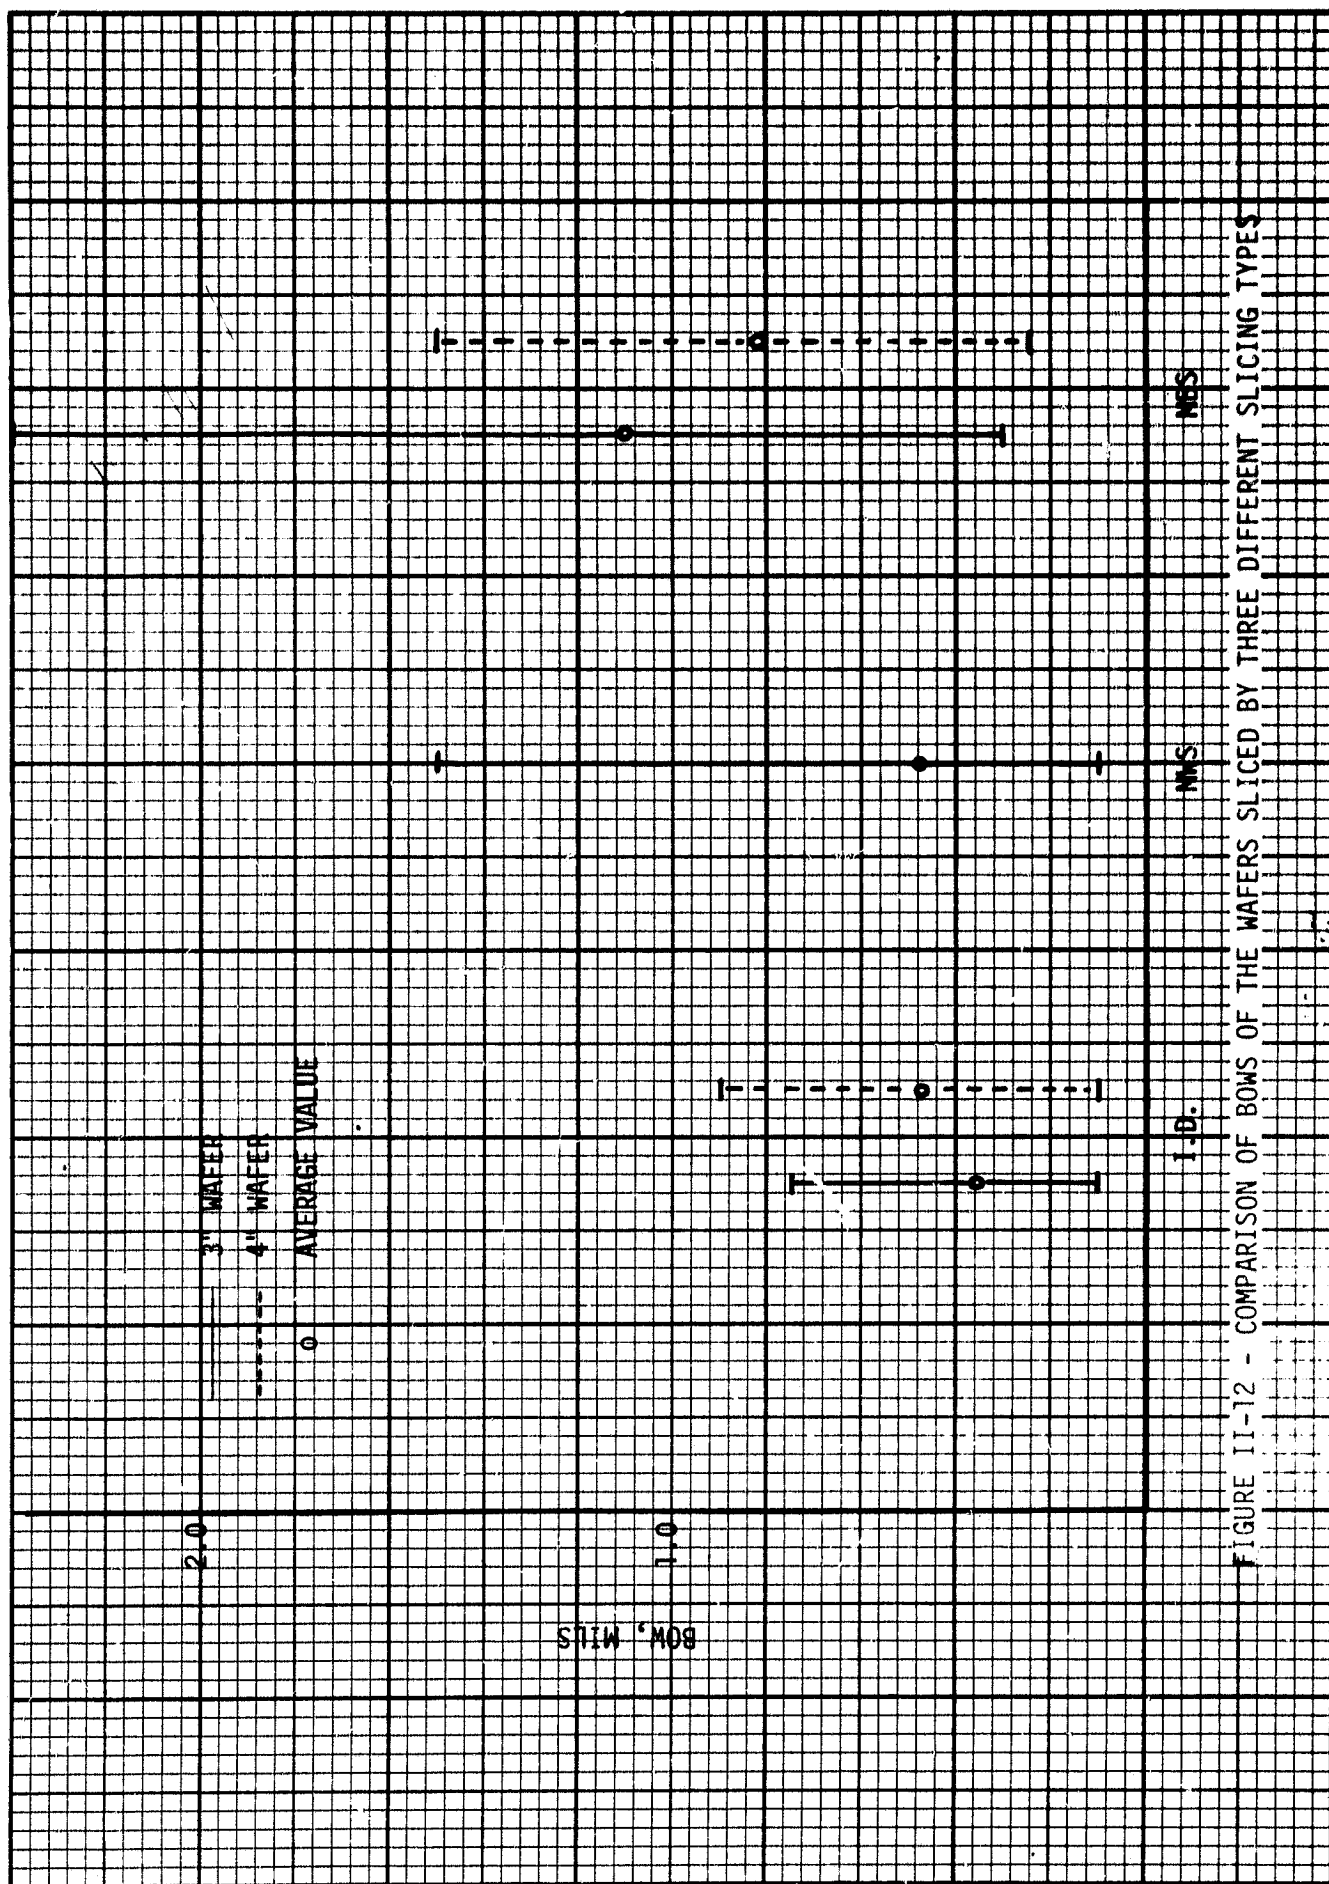 2.0
1.0
BOW, MILS
3" WAFER
4" WAFER
O AVERAGE VALUE
I.D.
MWS
MBS
FIGURE II-12 - COMPARISON OF BOWS OF THE WAFERS SLICED BY THREE DIFFERENT SLICING TYPES